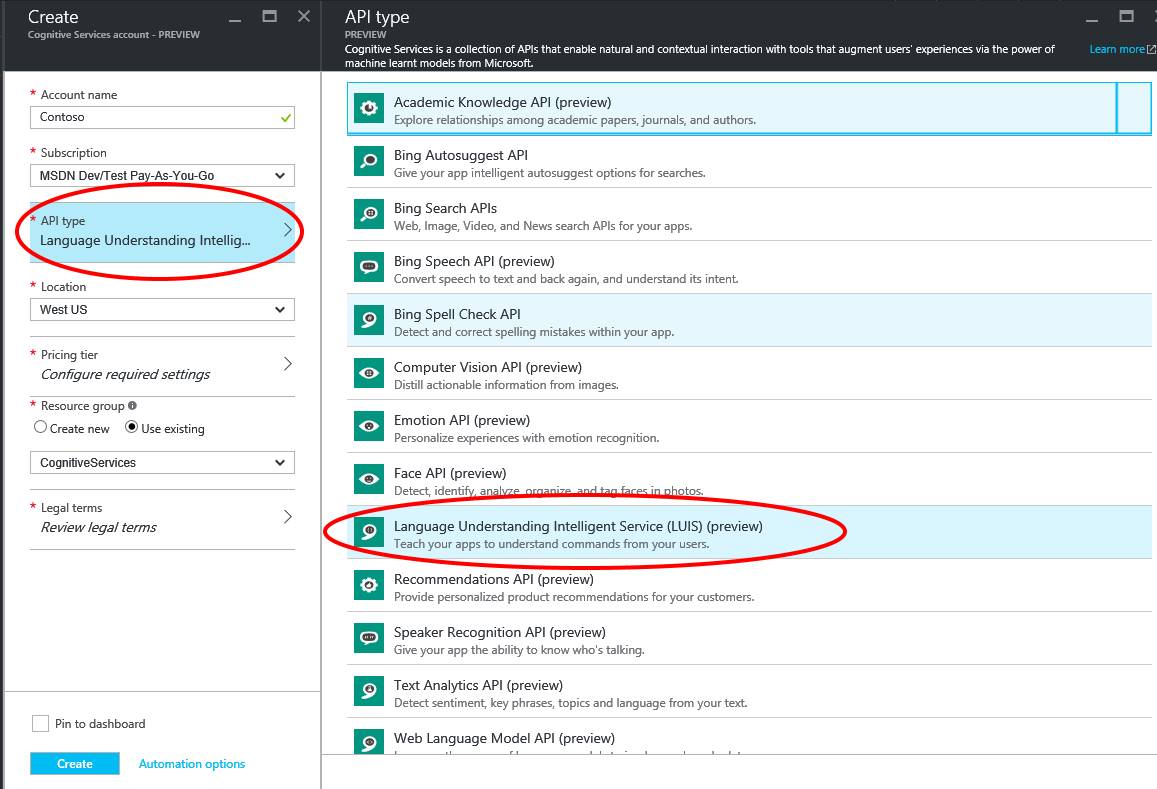 Create
Cognitive Services account - PREVIEW
* Account name
Contoso
* Subscription
MSDN Dev/Test Pay-As-You-Go
* API type
Language Understanding Intellig...
* Location
West US
* Pricing tier
Configure required settings
* Resource group
Create new Use existing
CognitiveServices
* Legal terms
Review legal terms
Pin to dashboard
Create Automation options
API type
PREVIEW
Cognitive Services is a collection of APIs that enable natural and contextual interaction with tools that augment users' experiences via the power of
machine learnt models from Microsoft.
Learn more
Academic Knowledge API (preview)
Explore relationships among academic papers, journals, and authors.
Bing Autosuggest API
Give your app intelligent autosuggest options for searches.
Bing Search APIs
Web, Image, Video, and News search APIs for your apps.
Bing Speech API (preview)
Convert speech to text and back again, and understand its intent.
Bing Spell Check API
Detect and correct spelling mistakes within your app.
Computer Vision API (preview)
Distill actionable information from images.
Emotion API (preview)
Personalize experiences with emotion recognition.
Face API (preview)
Detect, identify, analyze, organize, and tag faces in photos.
Language Understanding Intelligent Service (LUIS) (preview)
Teach your apps to understand commands from your users.
Recommendations API (preview)
Provide personalized product recommendations for your customers.
Speaker Recognition API (preview)
Give your app the ability to know who's talking.
Text Analytics API (preview)
Detect sentiment, key phrases, topics and language from your text.
Web Language Model API (preview)